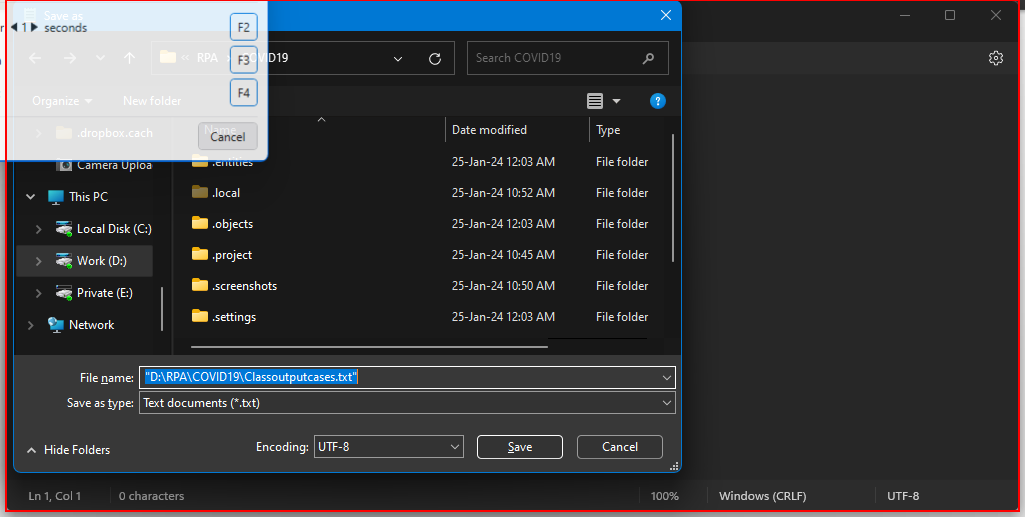 Save as
r 1 seconds
F2
F3
F4
Cancel
RPA COVID19
Search COVID19
Organize New folder
Name Date modified Type
.dropbox.cach
Camera Uploa
This PC
Local Disk (C:)
Work (D:)
Private (E:)
Network
.entities 25-Jan-24 12:03 AM File folder
.local 25-Jan-24 10:52 AM File folder
.objects 25-Jan-24 12:03 AM File folder
.project 25-Jan-24 10:45 AM File folder
.screenshots 25-Jan-24 10:50 AM File folder
.settings 25-Jan-24 12:03 AM File folder
File name: "D:\RPA\COVID19\Classoutputcases.txt"
Save as type: Text documents (*.txt)
Hide Folders Encoding: UTF-8 Save Cancel
Ln 1, Col 1 0 characters 100% Windows (CRLF) UTF-8